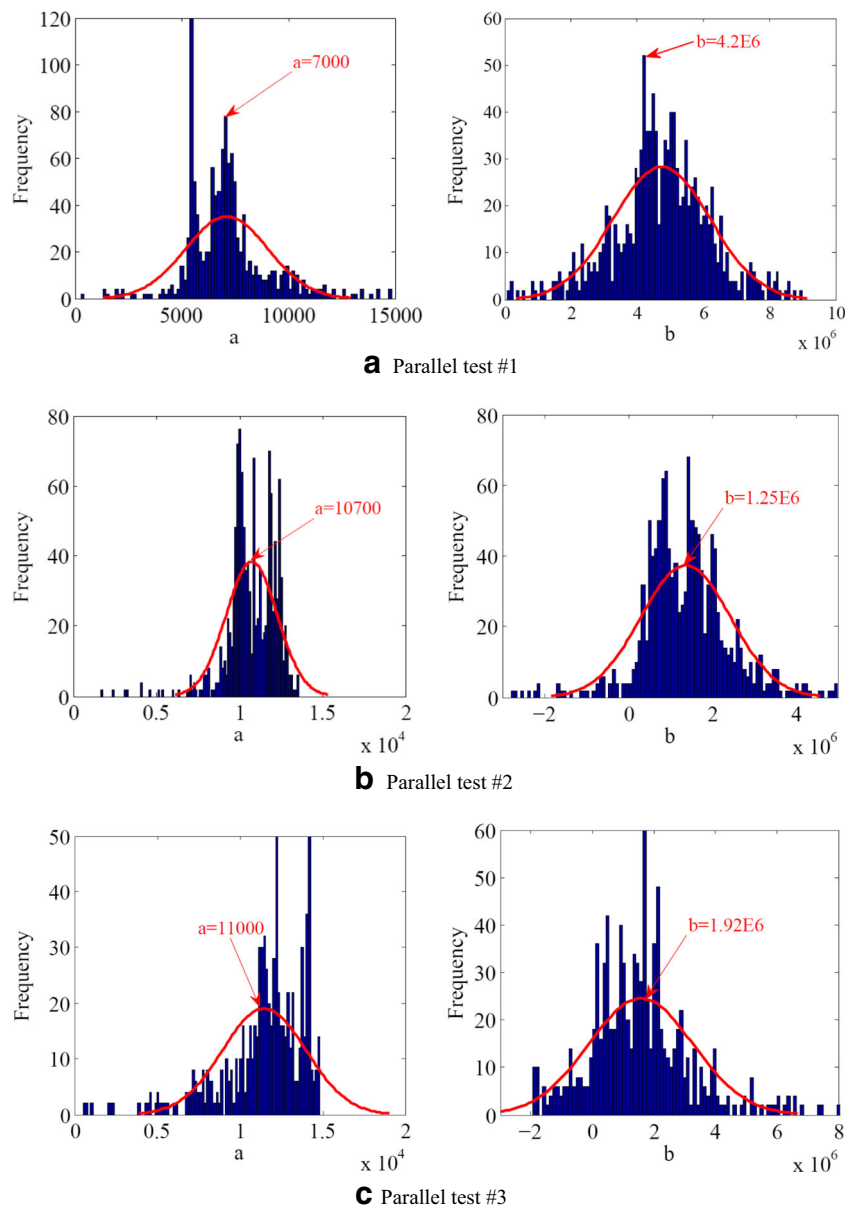 120
100
80
60
40
20
0
Frequency
a=7000
0 5000 10000 15000
a
60
50
40
30
20
10
0
Frequency
b=4.2E6
0 2 4 6 8 10
b
x 10^6
a Parallel test #1
80
60
40
20
0
Frequency
a=10700
0 0.5 1 1.5 2
a
x 10^4
80
60
40
20
0
Frequency
b=1.25E6
−2 0 2 4
b
x 10^6
b Parallel test #2
50
40
30
20
10
0
Frequency
a=11000
0 0.5 1 1.5 2
a
x 10^4
60
50
40
30
20
10
0
Frequency
b=1.92E6
−2 0 2 4 6 8
b
x 10^6
c Parallel test #3